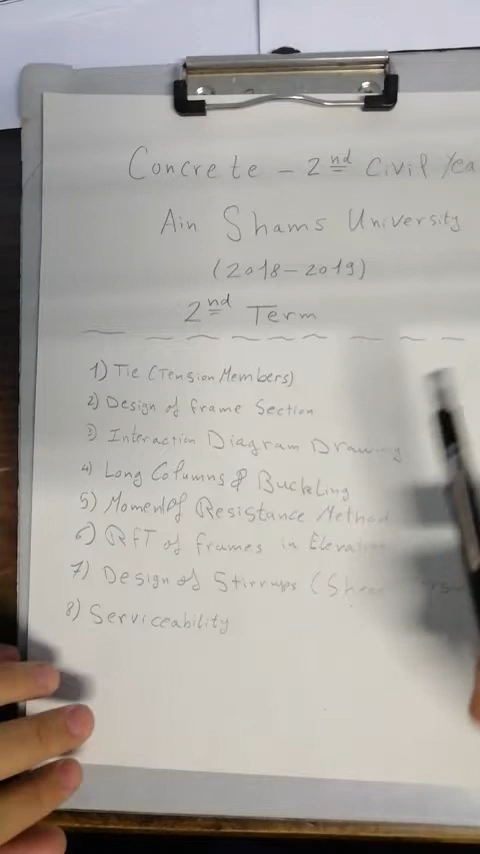 Concrete - 2nd Civil
Ain Shams University
(2018-2019)
2nd Term
1) Tie (Tension Members)
2) Design of frame Section
3) Interaction Diagram
4) Long Columns & Buckling
5) Moment of Resistance Method
6) RFT of frames in
7) Design of Stirrups
8) Serviceability